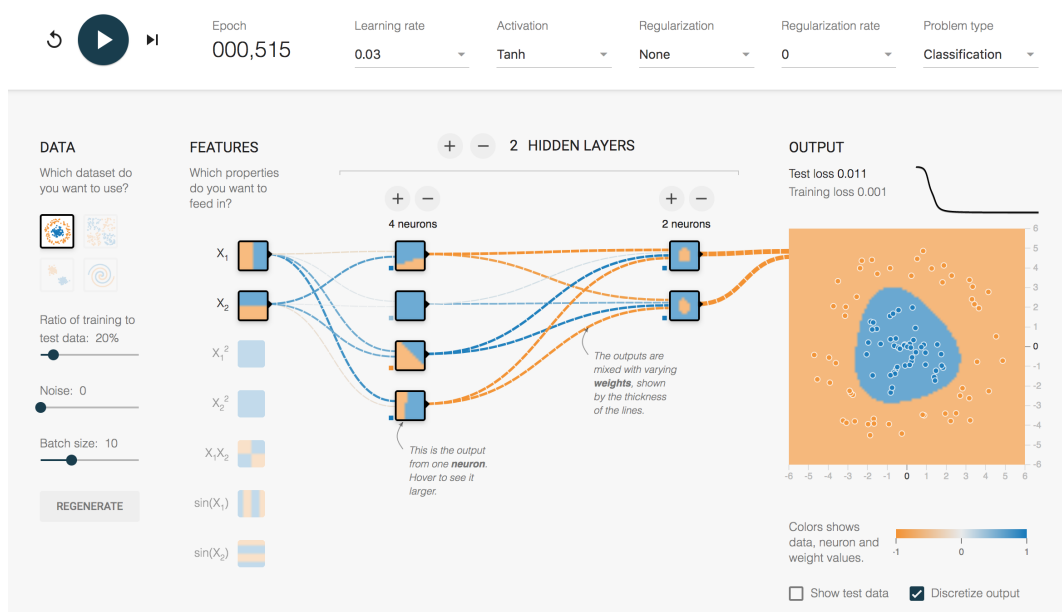 Epoch
000,515
Learning rate
0.03
Activation
Tanh
Regularization
None
Regularization rate
0
Problem type
Classification
DATA
Which dataset do
you want to use?
Ratio of training to
test data: 20%
Noise: 0
Batch size: 10
REGENERATE
FEATURES
Which properties
do you want to
feed in?
X₁
X₂
X₁²
X₂²
X₁X₂
sin(X₁)
sin(X₂)
+ − 2 HIDDEN LAYERS
+ −
4 neurons
+ −
2 neurons
This is the output
from one neuron.
Hover to see it
larger.
The outputs are
mixed with varying
weights, shown
by the thickness
of the lines.
OUTPUT
Test loss 0.011
Training loss 0.001
6
5
4
3
2
1
0
-1
-2
-3
-4
-5
-6
-6 -5 -4 -3 -2 -1 0 1 2 3 4 5 6
Colors shows
data, neuron and
weight values.
-1 0 1
Show test data
Discretize output